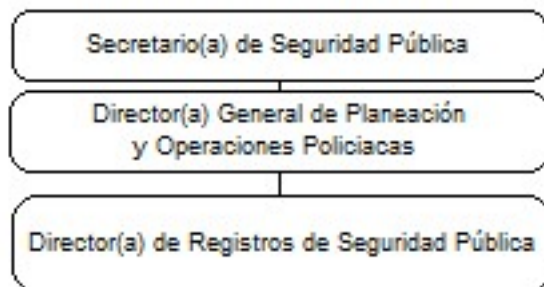 Secretario(a) de Seguridad Pública
Director(a) General de Planeación
y Operaciones Policiacas
Director(a) de Registros de Seguridad Pública